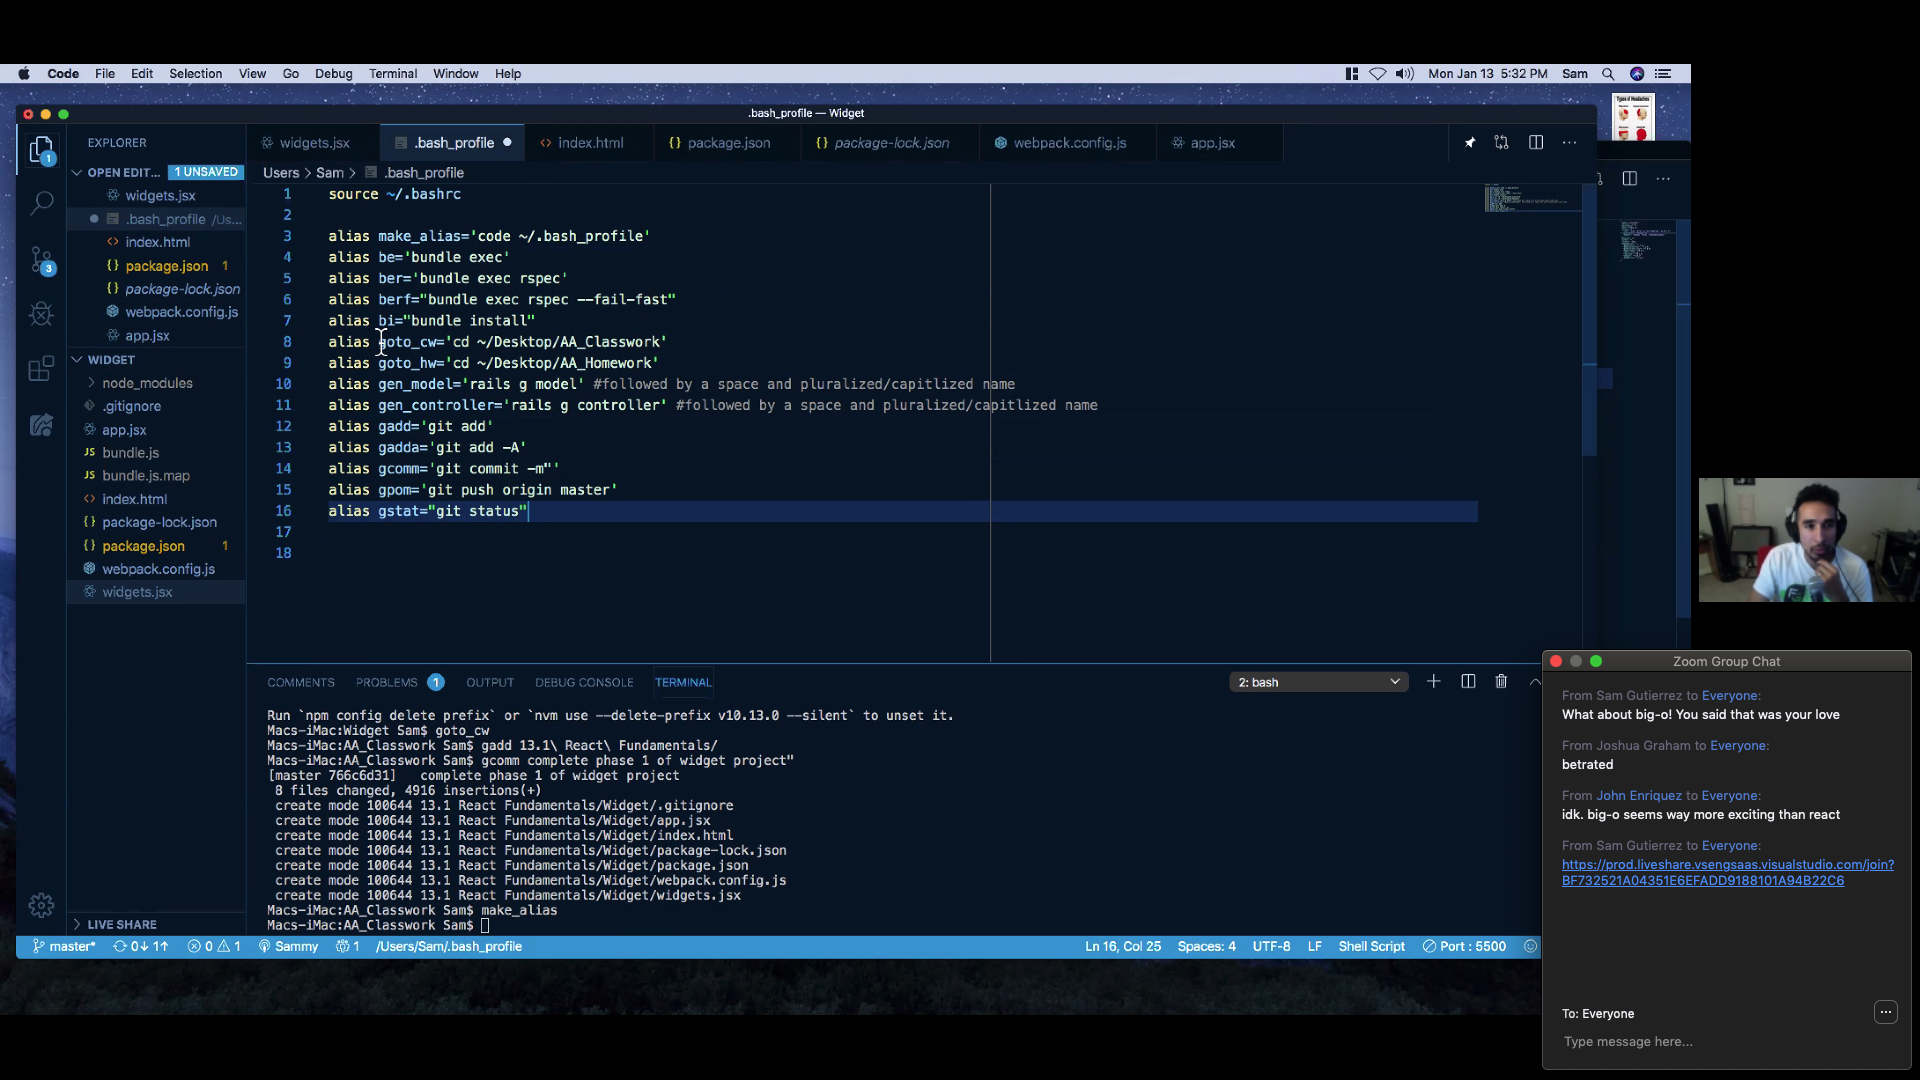 Code File Edit Selection View Go Debug Terminal Window Help
Mon Jan 13 5:32 PM Sam
.bash_profile — Widget
Types of Headaches
EXPLORER
widgets.jsx
.bash_profile
index.html
package.json
package-lock.json
webpack.config.js
app.jsx
OPEN EDIT... 1 UNSAVED
widgets.jsx
.bash_profile /Us...
index.html
package.json 1
package-lock.json
webpack.config.js
app.jsx
WIDGET
node_modules
.gitignore
app.jsx
bundle.js
bundle.js.map
index.html
package-lock.json
package.json 1
webpack.config.js
widgets.jsx
LIVE SHARE
1
3
Users > Sam > .bash_profile
1 source ~/.bashrc
2
3 alias make_alias='code ~/.bash_profile'
4 alias be='bundle exec'
5 alias ber='bundle exec rspec'
6 alias berf="bundle exec rspec --fail-fast"
7 alias bi="bundle install"
8 alias goto_cw='cd ~/Desktop/AA_Classwork'
9 alias goto_hw='cd ~/Desktop/AA_Homework'
10 alias gen_model='rails g model' #followed by a space and pluralized/capitlized name
11 alias gen_controller='rails g controller' #followed by a space and pluralized/capitlized name
12 alias gadd='git add'
13 alias gadda='git add -A'
14 alias gcomm='git commit -m"'
15 alias gpom='git push origin master'
16 alias gstat="git status"
17
18
COMMENTS PROBLEMS 1 OUTPUT DEBUG CONSOLE TERMINAL
2: bash
Run `npm config delete prefix` or `nvm use --delete-prefix v10.13.0 --silent` to unset it.
Macs-iMac:Widget Sam$ goto_cw
Macs-iMac:AA_Classwork Sam$ gadd 13.1\ React\ Fundamentals/
Macs-iMac:AA_Classwork Sam$ gcomm complete phase 1 of widget project"
[master 766c6d31] complete phase 1 of widget project
8 files changed, 4916 insertions(+)
create mode 100644 13.1 React Fundamentals/Widget/.gitignore
create mode 100644 13.1 React Fundamentals/Widget/app.jsx
create mode 100644 13.1 React Fundamentals/Widget/index.html
create mode 100644 13.1 React Fundamentals/Widget/package-lock.json
create mode 100644 13.1 React Fundamentals/Widget/package.json
create mode 100644 13.1 React Fundamentals/Widget/webpack.config.js
create mode 100644 13.1 React Fundamentals/Widget/widgets.jsx
Macs-iMac:AA_Classwork Sam$ make_alias
Macs-iMac:AA_Classwork Sam$
master* 0↓ 1↑ 0 1 Sammy 1 /Users/Sam/.bash_profile
Ln 16, Col 25 Spaces: 4 UTF-8 LF Shell Script Port : 5500
Zoom Group Chat
From Sam Gutierrez to Everyone:
What about big-o! You said that was your love
From Joshua Graham to Everyone:
betrated
From John Enriquez to Everyone:
idk. big-o seems way more exciting than react
From Sam Gutierrez to Everyone:
https://prod.liveshare.vsengsaas.visualstudio.com/join?
BF732521A04351E6EFADD9188101A94B22C6
To: Everyone
Type message here...